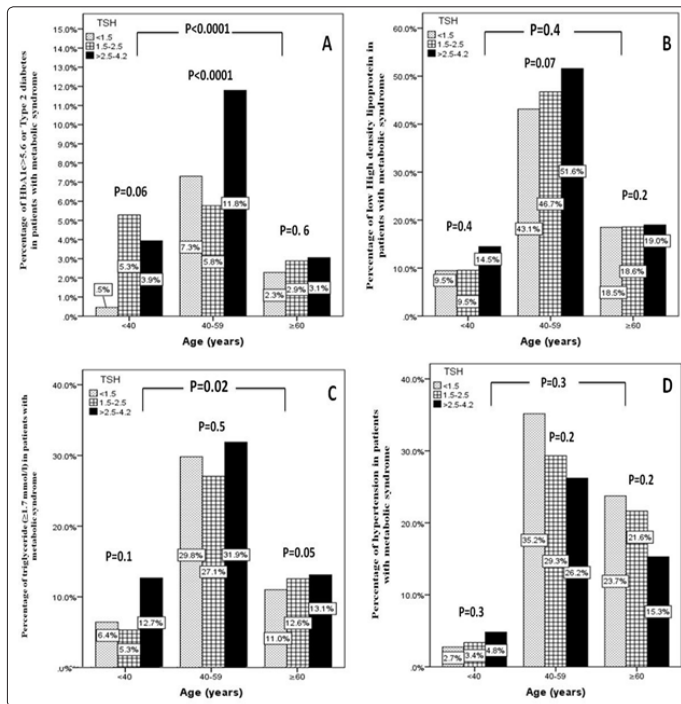 TSH
<1.5
1.5-2.5
>2.5-4.2
P<0.0001
A
P<0.0001
P=0.06
P=0. 6
Percentage of HbA1c>5.6 or Type 2 diabetes
in patients with metabolic syndrome
15.0%
14.0%
13.0%
12.0%
11.0%
10.0%
9.0%
8.0%
7.0%
6.0%
5.0%
4.0%
3.0%
2.0%
1.0%
.0%
.5%
5.3%
3.9%
7.3%
5.8%
11.8%
2.3%
2.9%
3.1%
<40
40-59
≥60
Age (years)
TSH
<1.5
1.5-2.5
>2.5-4.2
P=0.4
B
P=0.07
P=0.4
P=0.2
Percentage of low High density lipoprotein in
patients with metabolic syndrome
60.0%
50.0%
40.0%
30.0%
20.0%
10.0%
.0%
9.5%
9.5%
14.5%
43.1%
46.7%
51.6%
18.5%
18.6%
19.0%
<40
40-59
≥60
Age (years)
TSH
<1.5
1.5-2.5
>2.5-4.2
P=0.02
C
P=0.5
P=0.1
P=0.05
Percentage of triglyceride (≥1.7 mmol/l) in patients with
metabolic syndrome
40.0%
30.0%
20.0%
10.0%
.0%
6.4%
5.3%
12.7%
29.8%
27.1%
31.9%
11.0%
12.6%
13.1%
<40
40-59
≥60
Age (years)
TSH
<1.5
1.5-2.5
>2.5-4.2
P=0.3
D
P=0.2
P=0.2
P=0.3
Percentage of hypertension in patients
with metabolic syndrome
40.0%
30.0%
20.0%
10.0%
.0%
2.7%
3.4%
4.8%
35.2%
29.3%
26.2%
23.7%
21.6%
15.3%
<40
40-59
≥60
Age (years)